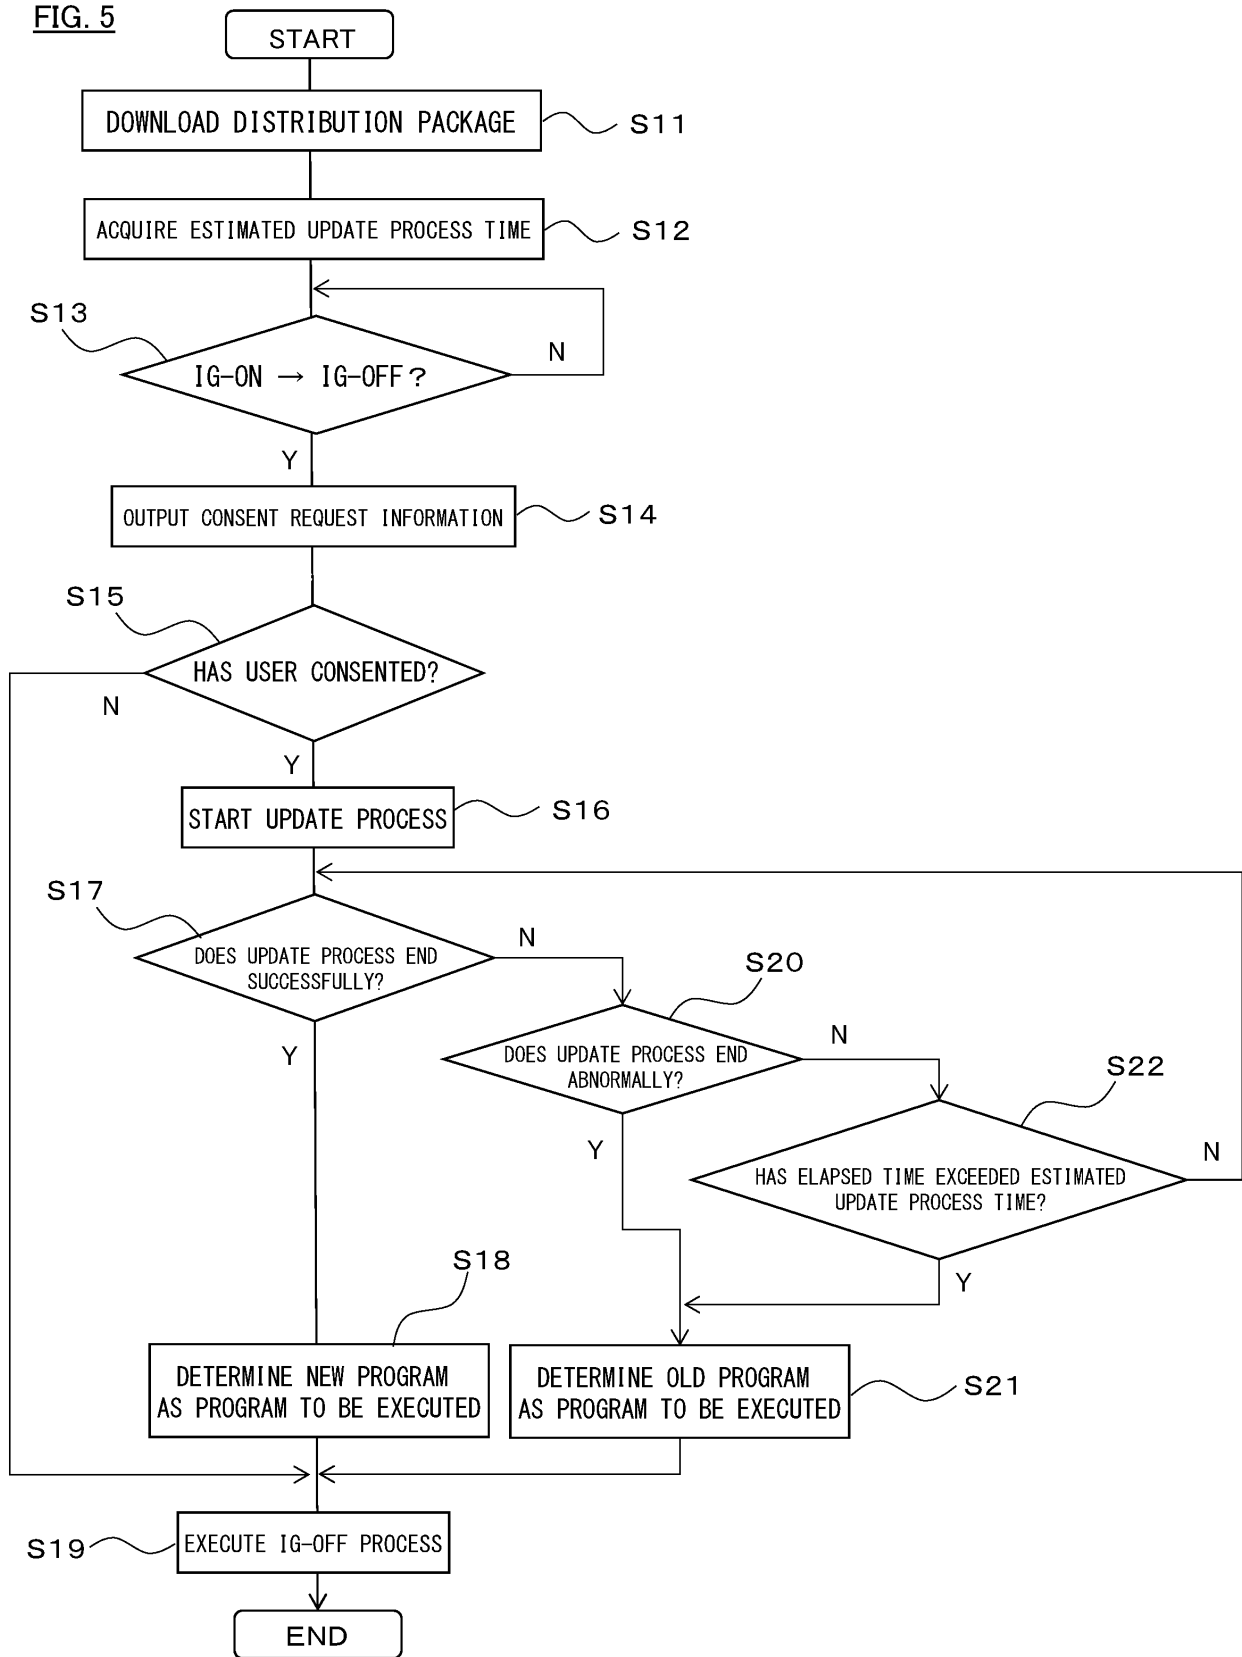 FIG. 5
START
DOWNLOAD DISTRIBUTION PACKAGE
S11
ACQUIRE ESTIMATED UPDATE PROCESS TIME
S12
S13
IG-ON → IG-OFF?
N
Y
OUTPUT CONSENT REQUEST INFORMATION
S14
S15
HAS USER CONSENTED?
N
Y
START UPDATE PROCESS
S16
S17
DOES UPDATE PROCESS END
SUCCESSFULLY?
N
Y
S20
DOES UPDATE PROCESS END
ABNORMALLY?
N
Y
S22
HAS ELAPSED TIME EXCEEDED ESTIMATED
UPDATE PROCESS TIME?
N
Y
S18
DETERMINE NEW PROGRAM
AS PROGRAM TO BE EXECUTED
DETERMINE OLD PROGRAM
AS PROGRAM TO BE EXECUTED
S21
S19
EXECUTE IG-OFF PROCESS
END